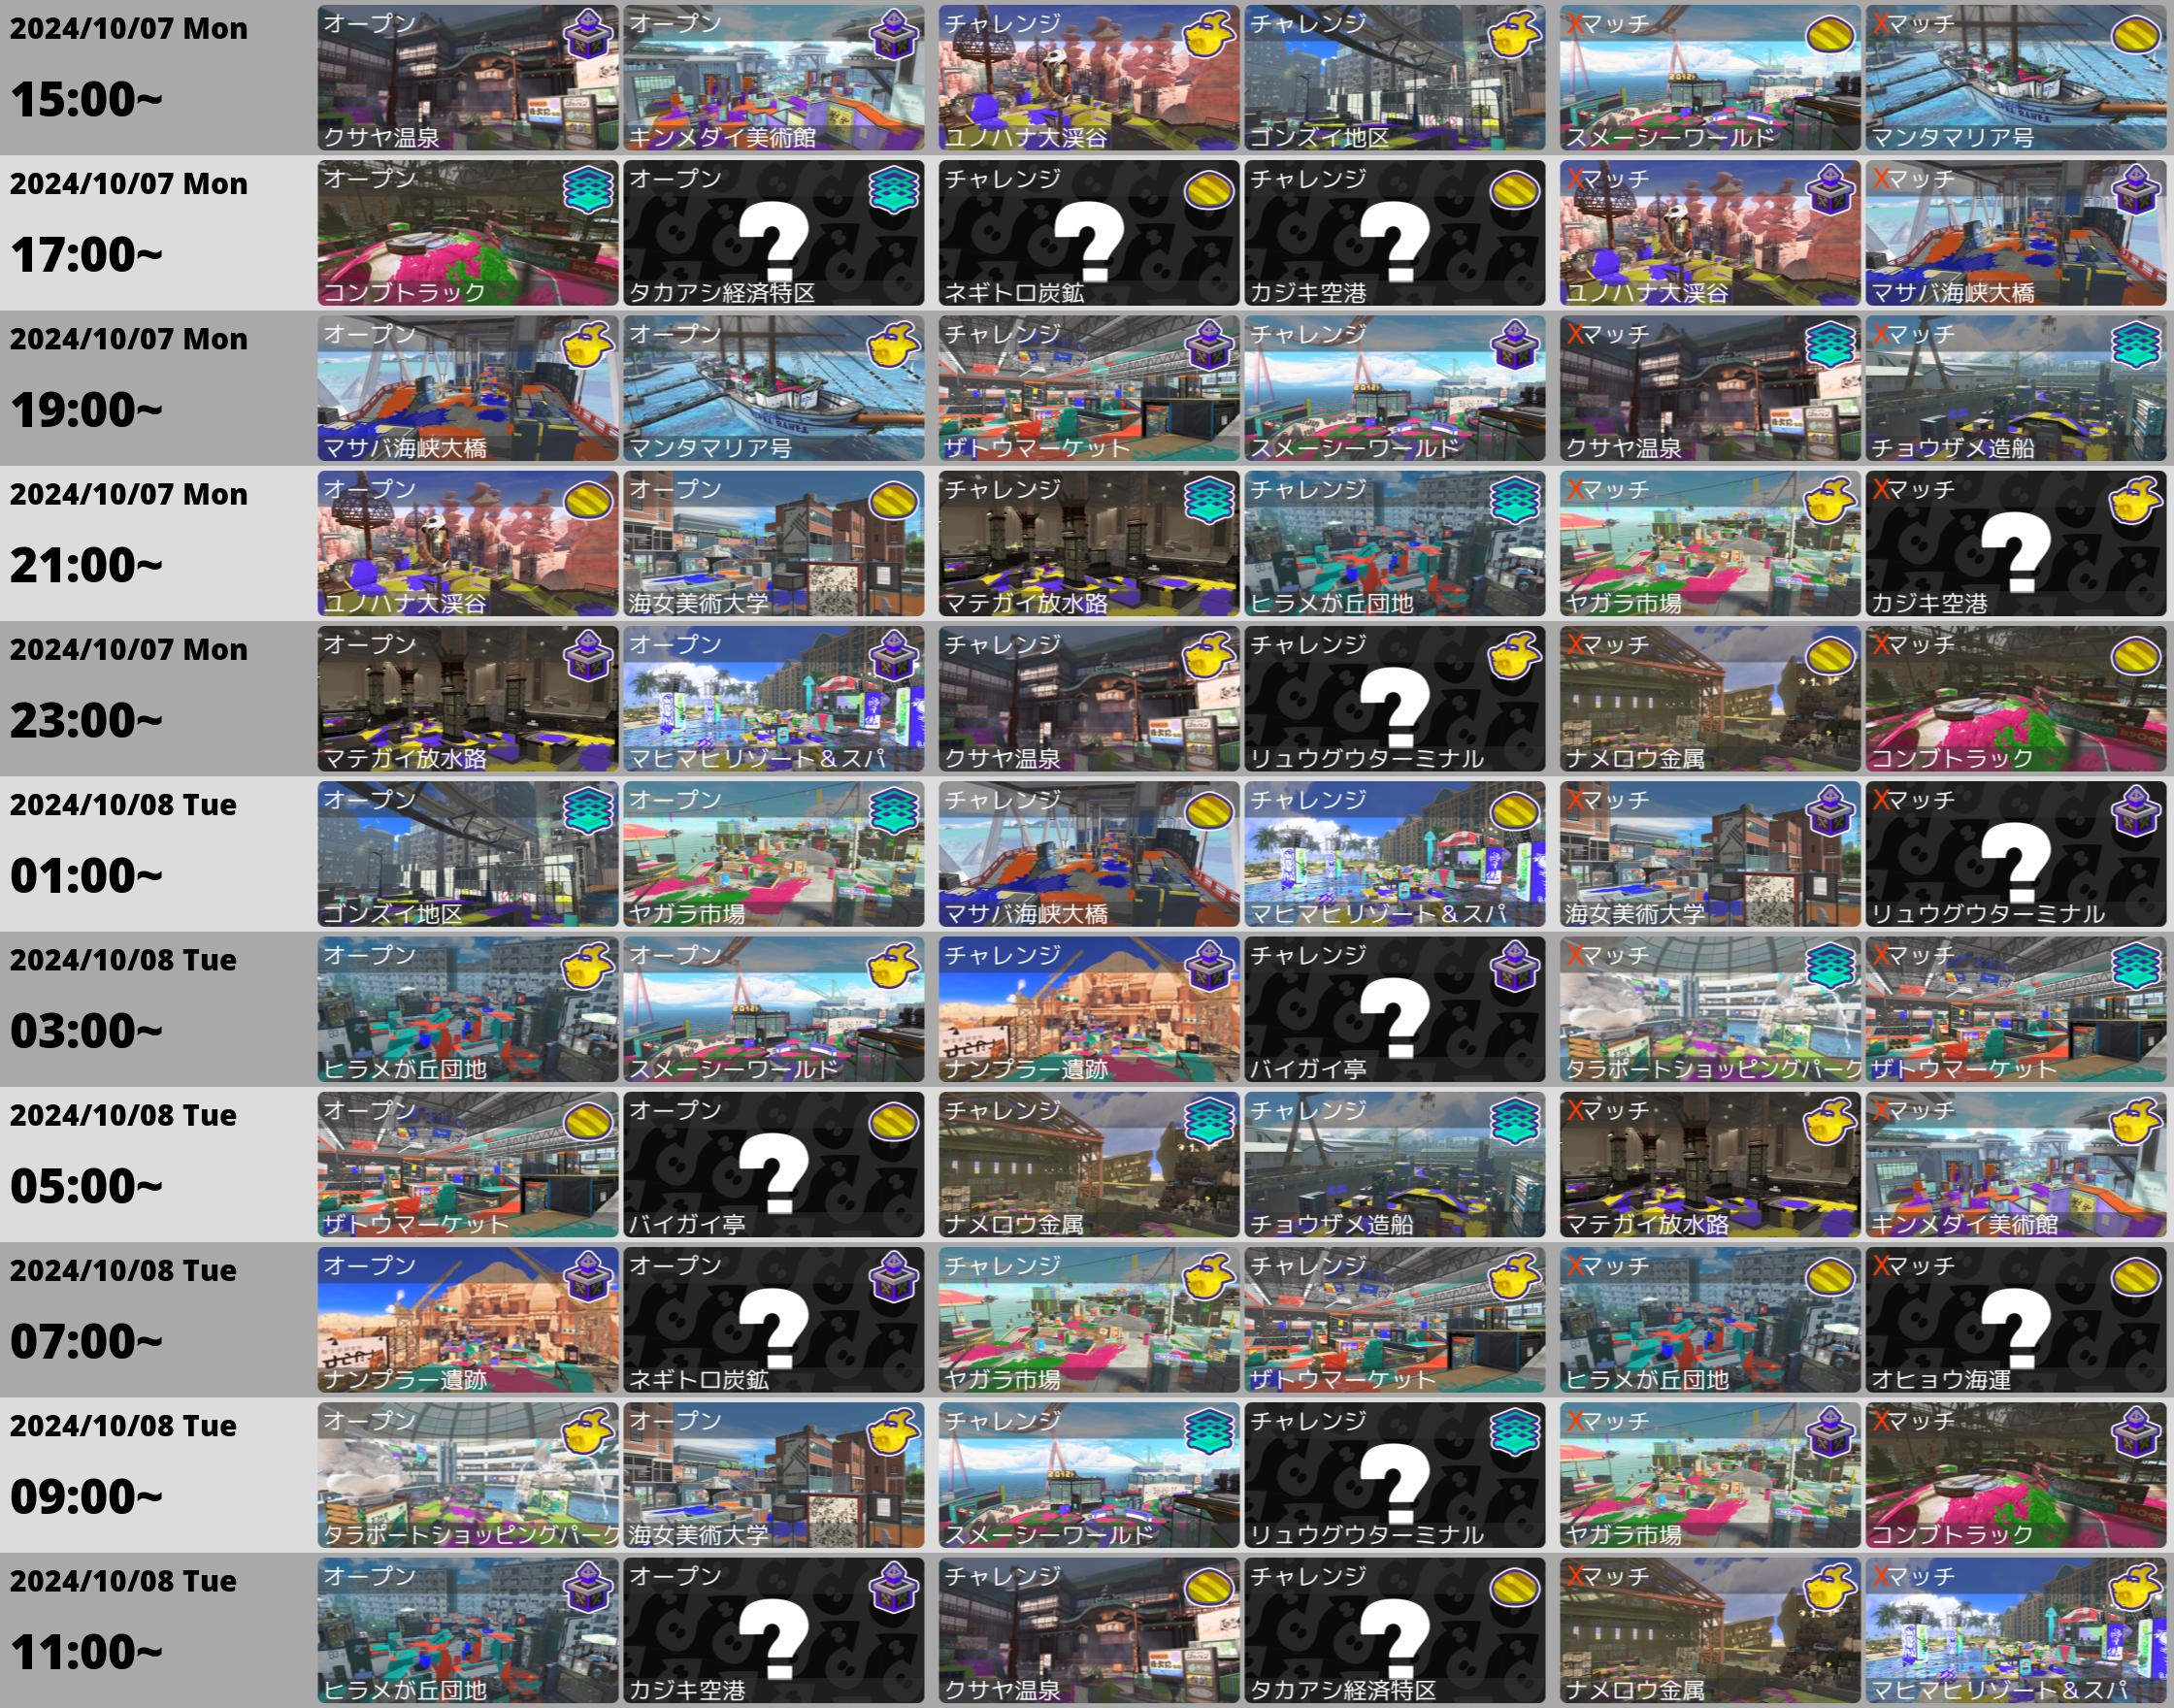 2024/10/07 Mon
15:00~
オープン
クサヤ温泉
オープン
キンメダイ美術館
チャレンジ
ユノハナ大渓谷
チャレンジ
ゴンズイ地区
Xマッチ
スメーシーワールド
Xマッチ
マンタマリア号
2024/10/07 Mon
17:00~
オープン
コンブトラック
オープン
?
タカアシ経済特区
チャレンジ
?
ネギトロ炭鉱
チャレンジ
?
カジキ空港
Xマッチ
ユノハナ大渓谷
Xマッチ
マサバ海峡大橋
2024/10/07 Mon
19:00~
オープン
マサバ海峡大橋
オープン
マンタマリア号
チャレンジ
ザトウマーケット
チャレンジ
スメーシーワールド
Xマッチ
クサヤ温泉
Xマッチ
チョウザメ造船
2024/10/07 Mon
21:00~
オープン
ユノハナ大渓谷
オープン
海女美術大学
チャレンジ
マテガイ放水路
チャレンジ
ヒラメが丘団地
Xマッチ
ヤガラ市場
Xマッチ
?
カジキ空港
2024/10/07 Mon
23:00~
オープン
マテガイ放水路
オープン
マヒマヒリゾート&スパ
チャレンジ
クサヤ温泉
チャレンジ
?
リュウグウターミナル
Xマッチ
ナメロウ金属
Xマッチ
コンブトラック
2024/10/08 Tue
01:00~
オープン
ゴンズイ地区
オープン
ヤガラ市場
チャレンジ
マサバ海峡大橋
チャレンジ
マヒマヒリゾート&スパ
Xマッチ
海女美術大学
Xマッチ
?
リュウグウターミナル
2024/10/08 Tue
03:00~
オープン
ヒラメが丘団地
オープン
スメーシーワールド
チャレンジ
ナンプラー遺跡
チャレンジ
?
バイガイ亭
Xマッチ
タラポートショッピングパーク
Xマッチ
ザトウマーケット
2024/10/08 Tue
05:00~
オープン
ザトウマーケット
オープン
?
バイガイ亭
チャレンジ
ナメロウ金属
チャレンジ
チョウザメ造船
Xマッチ
マテガイ放水路
Xマッチ
キンメダイ美術館
2024/10/08 Tue
07:00~
オープン
ナンプラー遺跡
オープン
?
ネギトロ炭鉱
チャレンジ
ヤガラ市場
チャレンジ
ザトウマーケット
Xマッチ
ヒラメが丘団地
Xマッチ
?
オヒョウ海運
2024/10/08 Tue
09:00~
オープン
タラポートショッピングパーク
オープン
海女美術大学
チャレンジ
スメーシーワールド
チャレンジ
?
リュウグウターミナル
Xマッチ
ヤガラ市場
Xマッチ
コンブトラック
2024/10/08 Tue
11:00~
オープン
ヒラメが丘団地
オープン
?
カジキ空港
チャレンジ
クサヤ温泉
チャレンジ
?
タカアシ経済特区
Xマッチ
ナメロウ金属
Xマッチ
マヒマヒリゾート&スパ